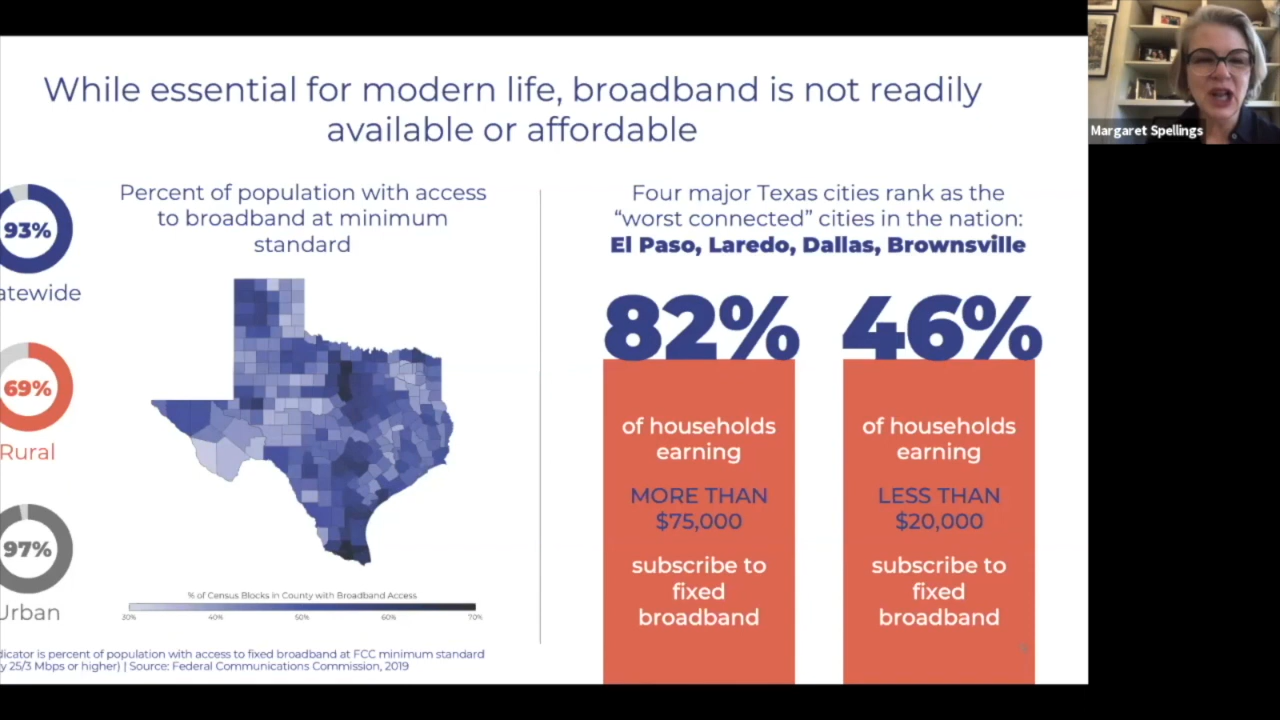 While essential for modern life, broadband is not readily
available or affordable
93%
atewide
69%
Rural
97%
Urban
Percent of population with access
to broadband at minimum
standard
% of Census Blocks in County with Broadband Access
30%
40%
50%
60%
70%
dicator is percent of population with access to fixed broadband at FCC minimum standard
y 25/3 Mbps or higher) | Source: Federal Communications Commission, 2019
Four major Texas cities rank as the
“worst connected” cities in the nation:
El Paso, Laredo, Dallas, Brownsville
82%
of households
earning
MORE THAN
$75,000
subscribe to
fixed
broadband
46%
of households
earning
LESS THAN
$20,000
subscribe to
fixed
broadband
Margaret Spellings